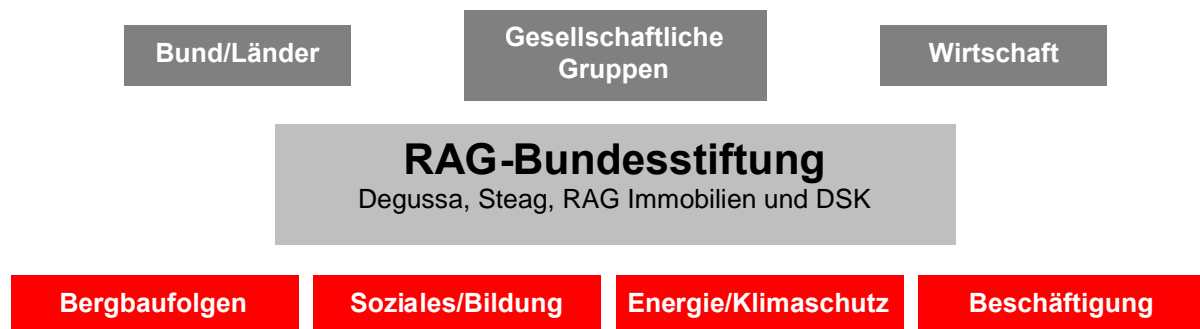 Bund/Länder
Gesellschaftliche
Gruppen
Wirtschaft
RAG-Bundesstiftung
Degussa, Steag, RAG Immobilien und DSK
Bergbaufolgen
Soziales/Bildung
Energie/Klimaschutz
Beschäftigung